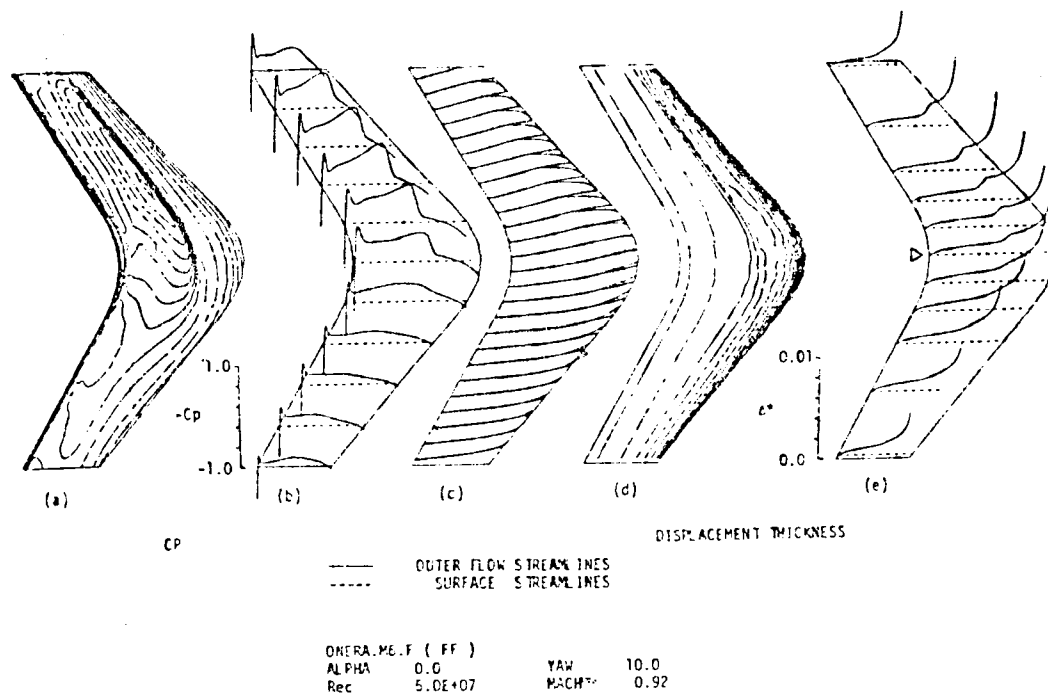 1.0
-Cp
-1.0
0.01
0.0
(a)
(b)
(c)
(d)
(e)
CP
DISPLACEMENT THICKNESS
OUTER FLOW STREAMLINES
SURFACE STREAMLINES
ONERA.M6.F ( FF )
ALPHA 0.0 YAW 10.0
Rec 5.0E+07 0.92